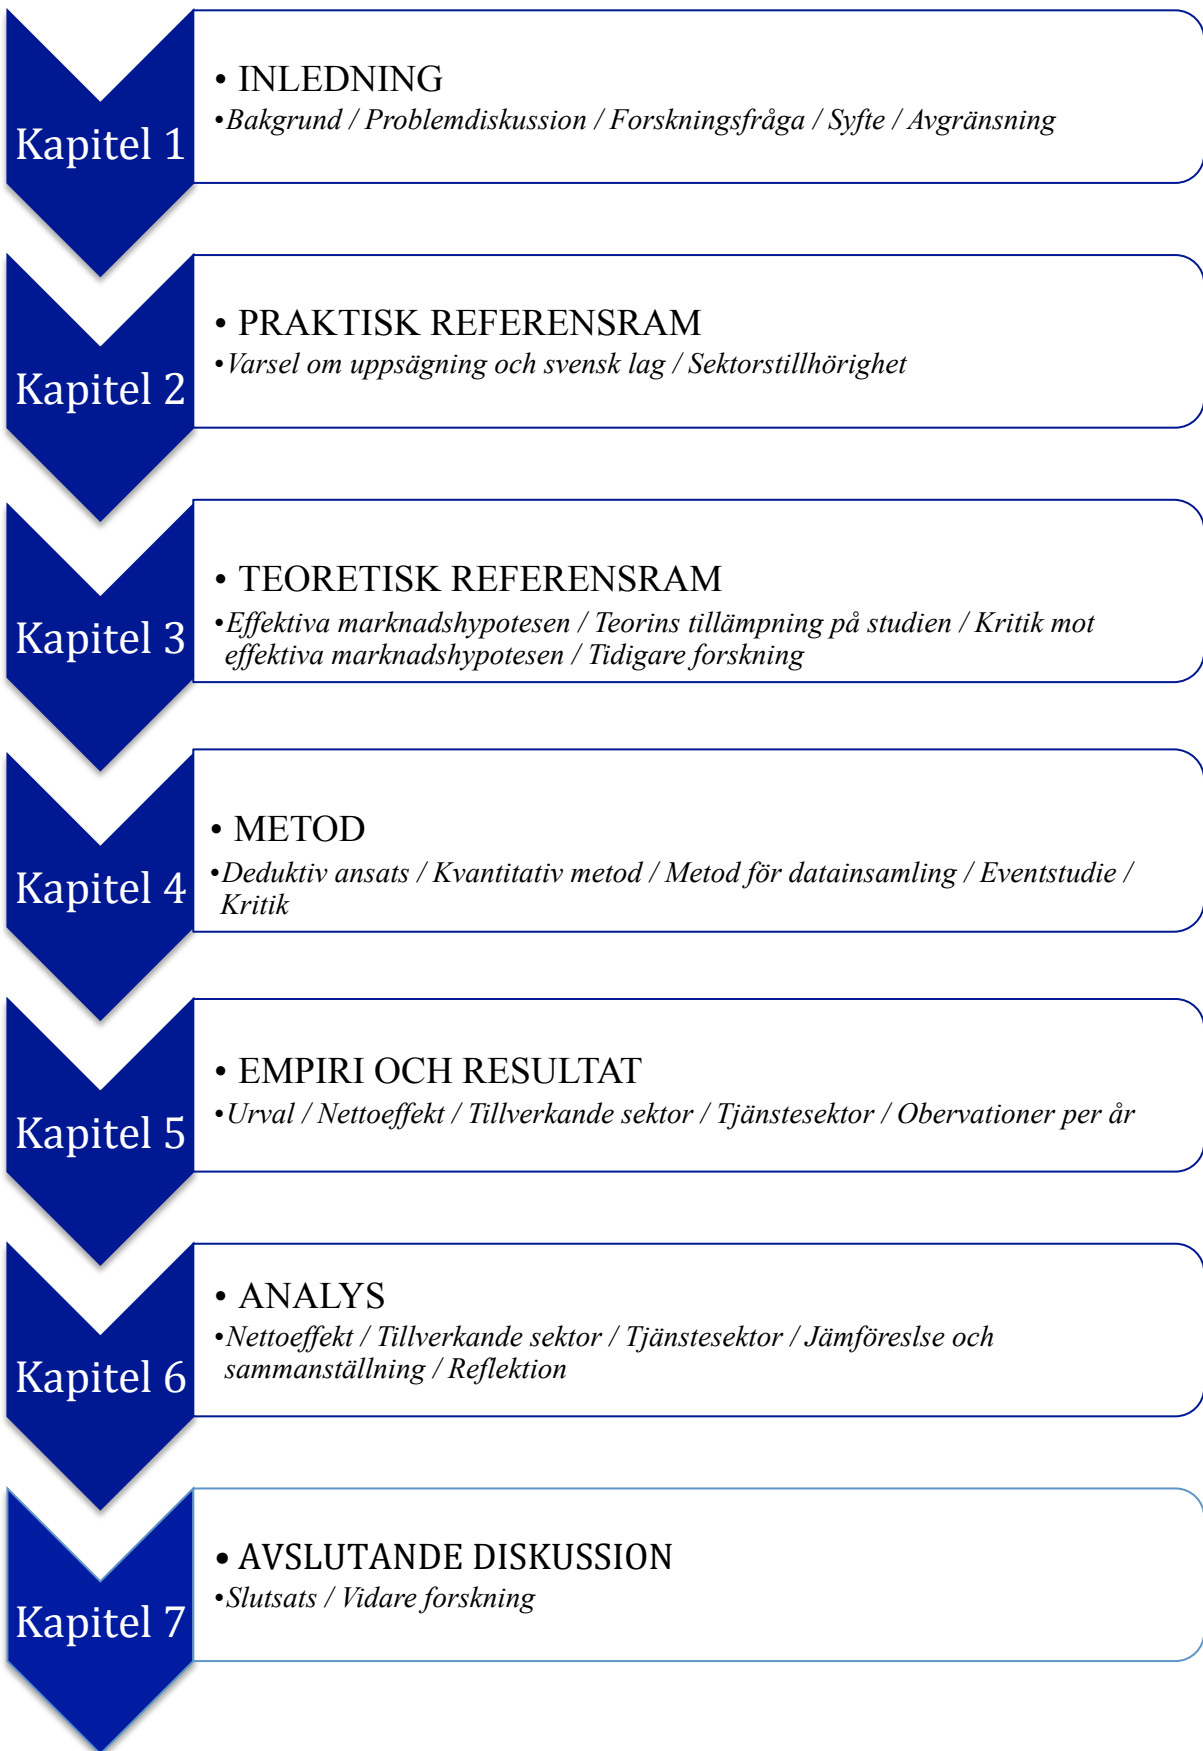 Kapitel 1
• INLEDNING
•Bakgrund / Problemdiskussion / Forskningsfråga / Syfte / Avgränsning
Kapitel 2
• PRAKTISK REFERENSRAM
•Varsel om uppsägning och svensk lag / Sektorstillhörighet
Kapitel 3
• TEORETISK REFERENSRAM
•Effektiva marknadshypotesen / Teorins tillämpning på studien / Kritik mot
effektiva marknadshypotesen / Tidigare forskning
Kapitel 4
• METOD
•Deduktiv ansats / Kvantitativ metod / Metod för datainsamling / Eventstudie /
Kritik
Kapitel 5
• EMPIRI OCH RESULTAT
•Urval / Nettoeffekt / Tillverkande sektor / Tjänstesektor / Obervationer per år
Kapitel 6
• ANALYS
•Nettoeffekt / Tillverkande sektor / Tjänstesektor / Jämföreslse och
sammanställning / Reflektion
Kapitel 7
• AVSLUTANDE DISKUSSION
•Slutsats / Vidare forskning